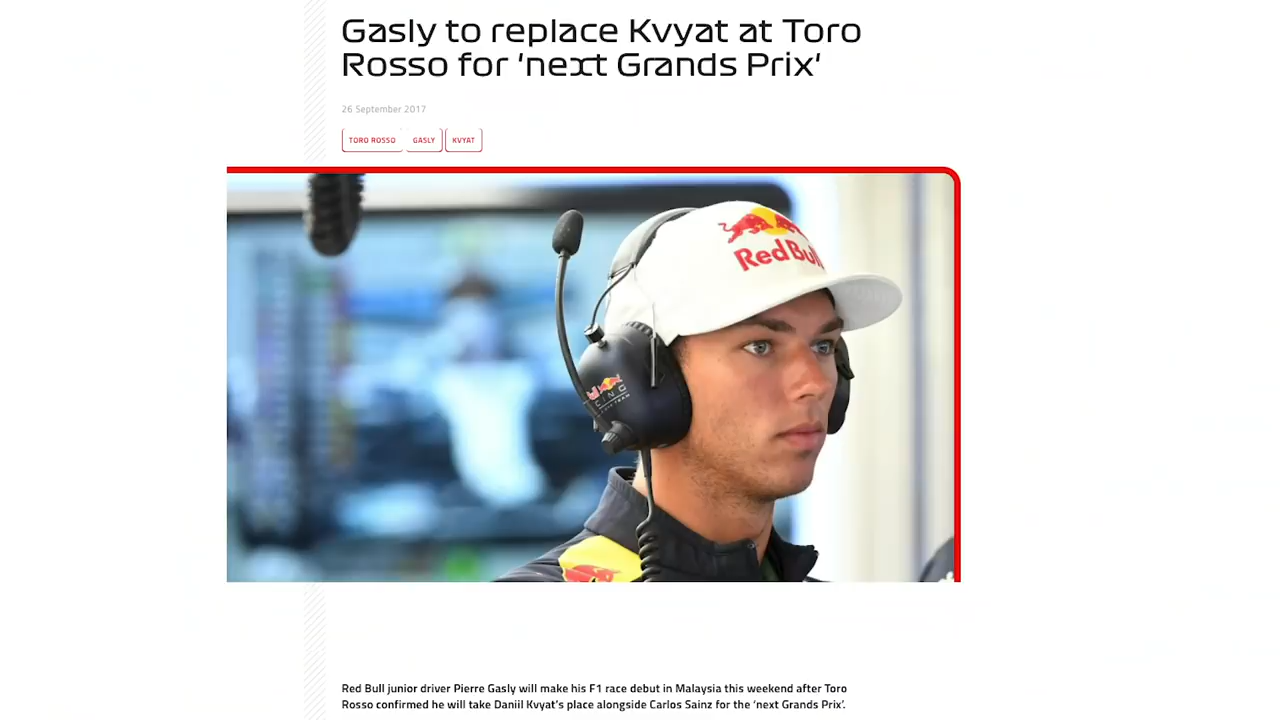 Gasly to replace Kvyat at Toro
Rosso for ‘next Grands Prix’
26 September 2017
TORO ROSSO GASLY KVYAT
Red Bull
Red Bull junior driver Pierre Gasly will make his F1 race debut in Malaysia this weekend after Toro
Rosso confirmed he will take Daniil Kvyat's place alongside Carlos Sainz for the ‘next Grands Prix’.